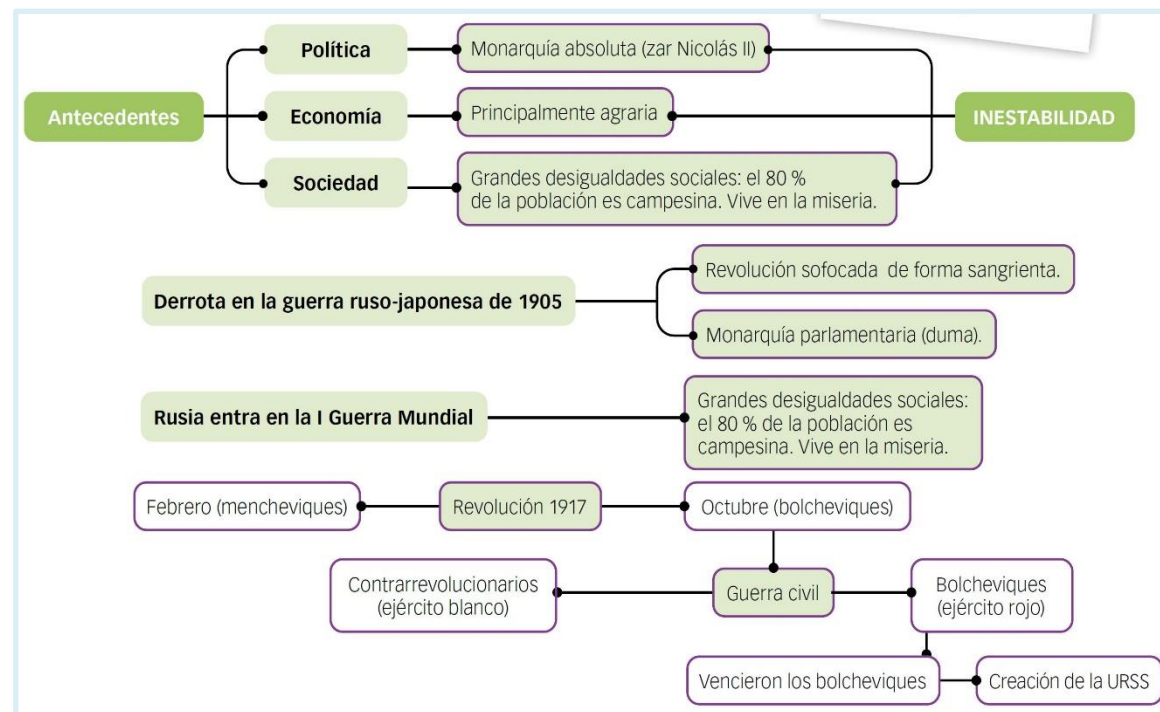 Política
Monarquía absoluta (zar Nicolás II)
Antecedentes
Economía
Principalmente agraria
INESTABILIDAD
Sociedad
Grandes desigualdades sociales: el 80 %
de la población es campesina. Vive en la miseria.
Derrota en la guerra ruso-japonesa de 1905
Revolución sofocada de forma sangrienta.
Monarquía parlamentaria (duma).
Rusia entra en la I Guerra Mundial
Grandes desigualdades sociales:
el 80 % de la población es
campesina. Vive en la miseria.
Febrero (mencheviques)
Revolución 1917
Octubre (bolcheviques)
Contrarrevolucionarios
(ejército blanco)
Guerra civil
Bolcheviques
(ejército rojo)
Vencieron los bolcheviques
Creación de la URSS